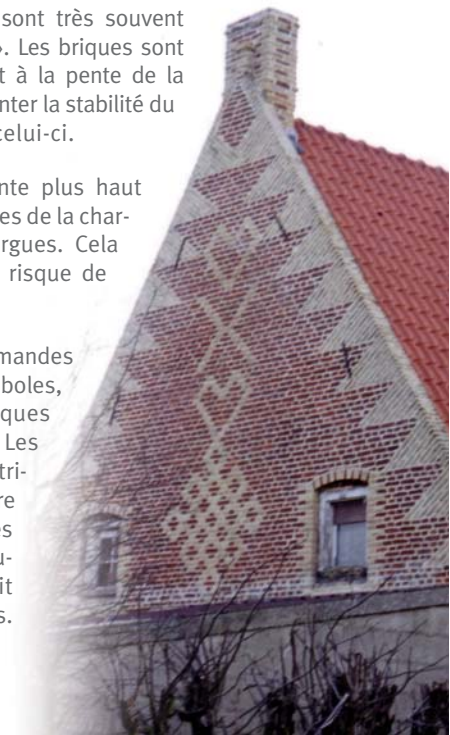 sont très souvent
». Les briques sont
t à la pente de la
nter la stabilité du
celui-ci.
nte plus haut
es de la char-
rgues. Cela
risque de
mandes
boles,
ques
Les
tri-
re
es
u-
it
s.